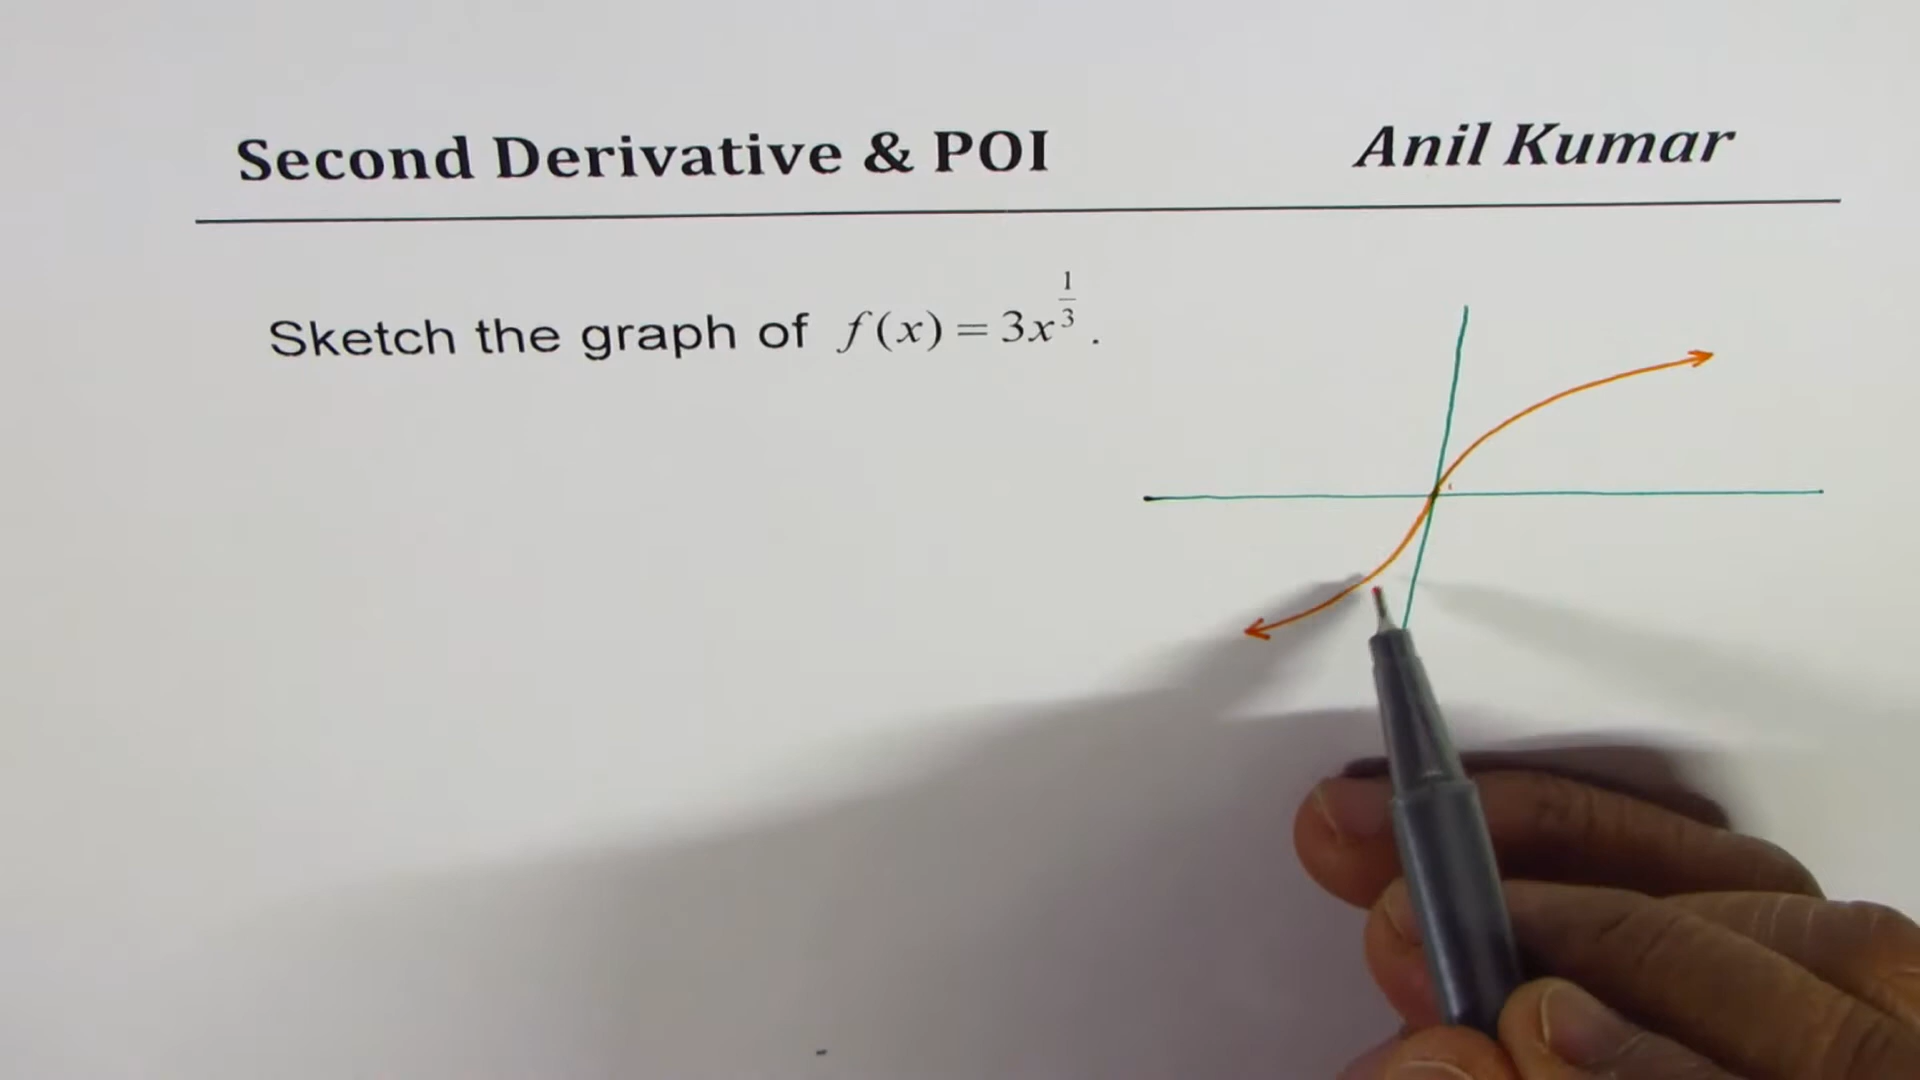 Second Derivative & POI Anil Kumar
Sketch the graph of f(x) = 3x^{1/3}.